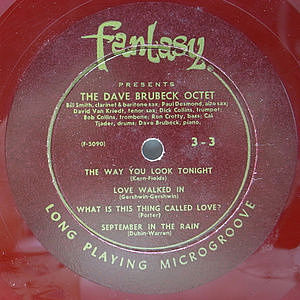 Fantasy
PRESENTS
THE DAVE BRUBECK OCTET
Bill Smith, clarinet & baritone sax; Paul Desmond, alto sax;
David Van Kriedt, tenor sax; Dick Collins, trumpet;
Bob Collins, trombone; Ron Crotty, bass; Cal
Tjader, drums; Dave Brubeck, piano.
(F-3090) 3-3
THE WAY YOU LOOK TONIGHT
(Kern-Fields)
LOVE WALKED IN
(Gershwin-Gershwin)
WHAT IS THIS THING CALLED LOVE?
(Porter)
SEPTEMBER IN THE RAIN
(Dubin-Warren)
LONG PLAYING MICROGROOVE